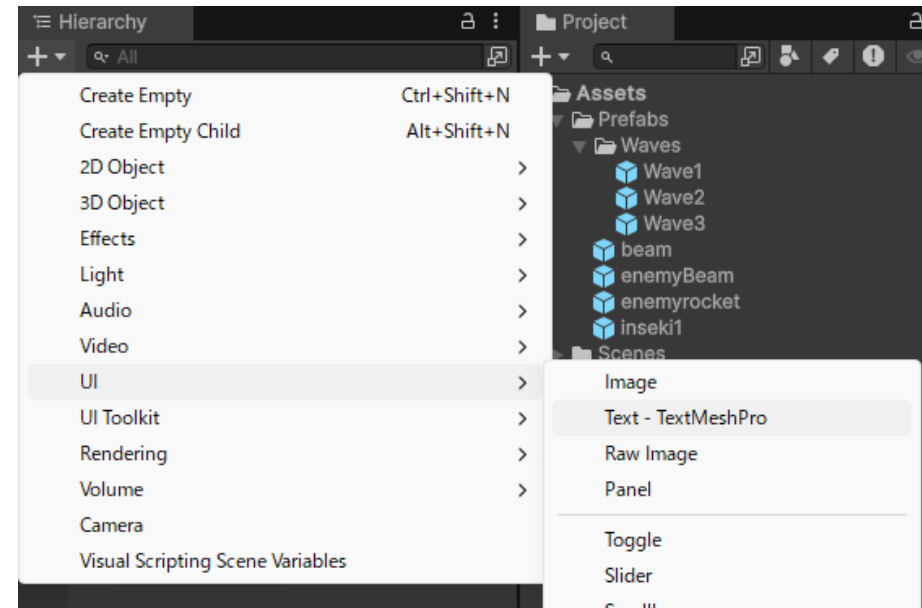 Hierarchy
All
Create Empty Ctrl+Shift+N
Create Empty Child Alt+Shift+N
2D Object
3D Object
Effects
Light
Audio
Video
UI
UI Toolkit
Rendering
Volume
Camera
Visual Scripting Scene Variables
Project
Assets
Prefabs
Waves
Wave1
Wave2
Wave3
beam
enemyBeam
enemyrocket
inseki1
Scenes
Image
Text - TextMeshPro
Raw Image
Panel
Toggle
Slider